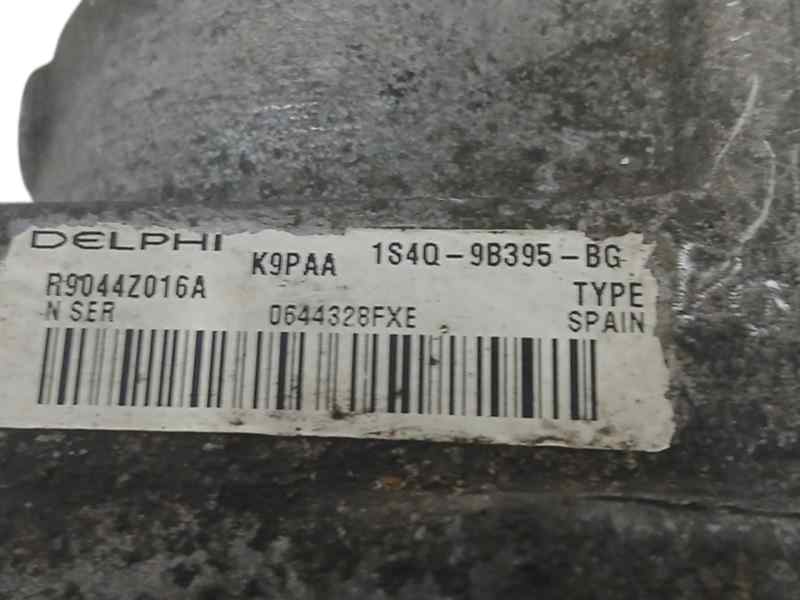 DELPHI K9PAA 1S4Q-9B395-BG
R9044Z016A TYPE
N SER 0644328FXE SPAIN